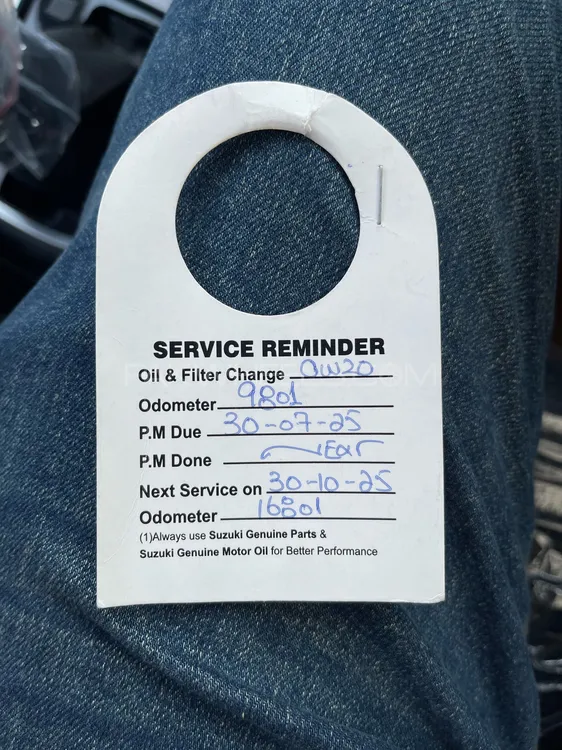 SERVICE REMINDER
Oil & Filter Change 0W20
Odometer 9801
P.M Due 30-07-25
P.M Done
Next Service on 30-10-25
Odometer 16801
(1)Always use Suzuki Genuine Parts &
Suzuki Genuine Motor Oil for Better Performance